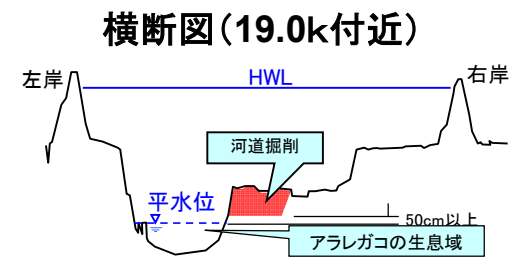 横断図(19.0k付近)
左岸
HWL
右岸
河道掘削
平水位
50cm以上
アラレガコの生息域